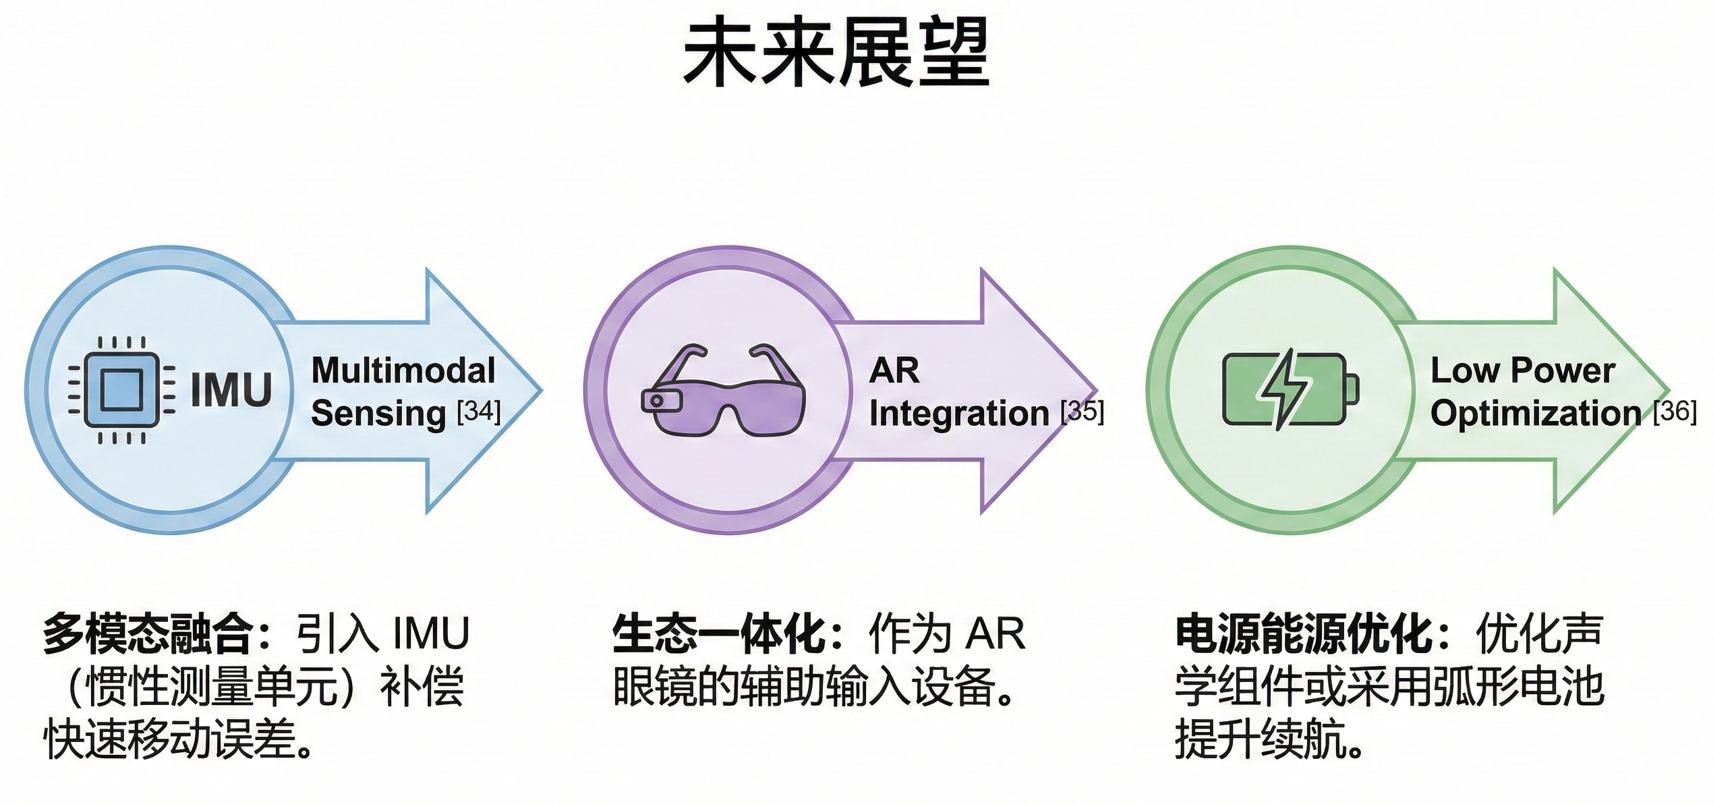 未来展望
IMU
Multimodal
Sensing [34]
AR
Integration [35]
Low Power
Optimization [36]
多模态融合：引入 IMU
（惯性测量单元）补偿
快速移动误差。
生态一体化：作为 AR
眼镜的辅助输入设备。
电源能源优化：优化声
学组件或采用弧形电池
提升续航。